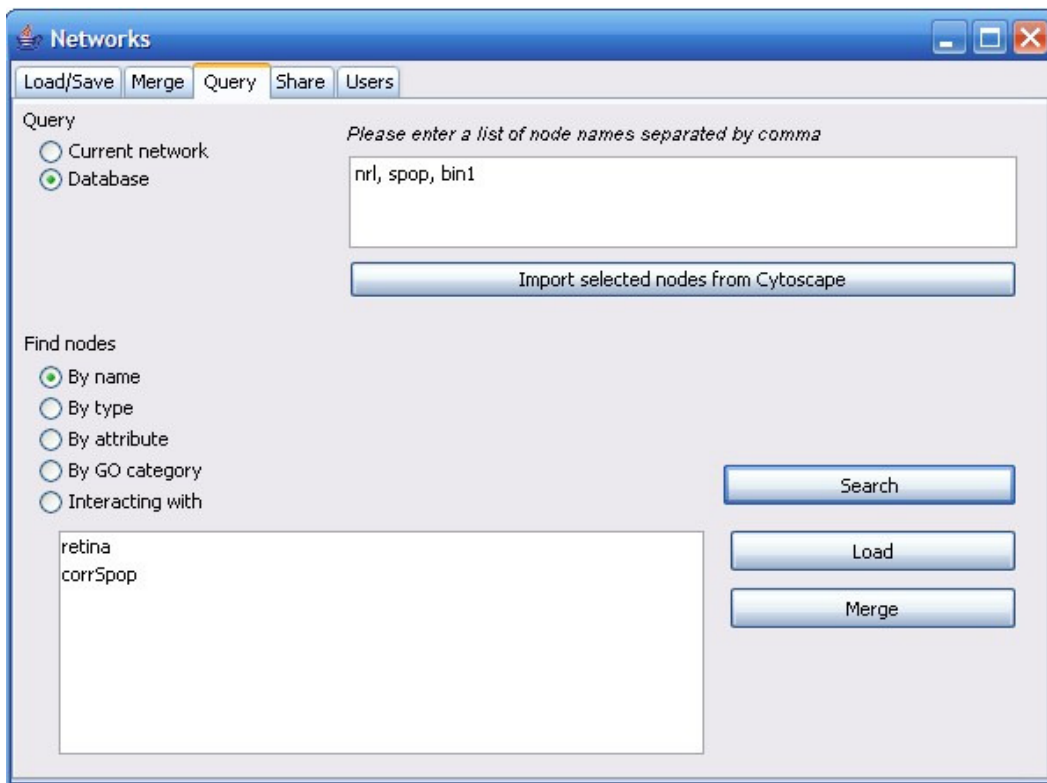 Networks
Load/Save Merge Query Share Users
Query
Current network
Database
Please enter a list of node names separated by comma
nrl, spop, bin1
Import selected nodes from Cytoscape
Find nodes
By name
By type
By attribute
By GO category
Interacting with
Search
retina
corrSpop
Load
Merge